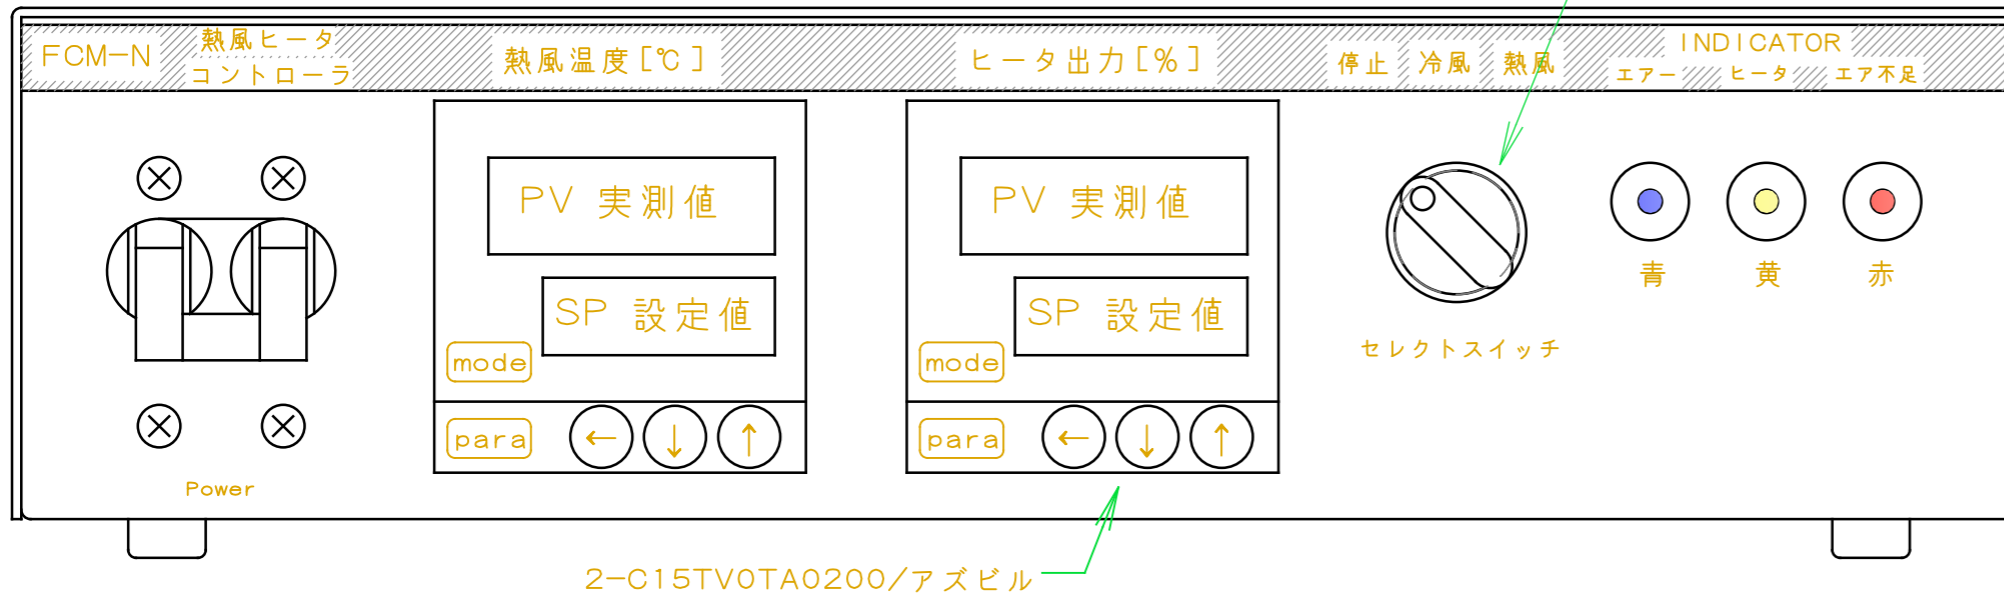 FCM-N
熱風ヒータ
コントローラ
熱風温度[℃]
ヒータ出力[%]
停止 冷風 熱風
INDICATOR
エアー ヒータ エア不足
PV 実測値
SP 設定値
mode
para ← ↓ ↑
PV 実測値
SP 設定値
mode
para ← ↓ ↑
青 黄 赤
セレクトスイッチ
Power
2-C15TV0TA0200/アズビル